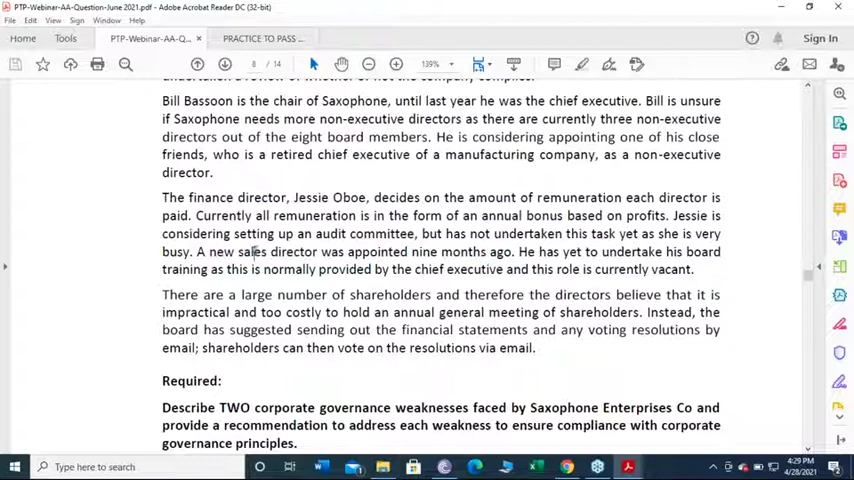 PTP-Webinar-AA-Question-June 2021.pdf - Adobe Acrobat Reader DC (32-bit)
File Edit View Sign Window Help
Home Tools PTP-Webinar-AA-Q... × PRACTICE TO PASS ... Sign In
8 / 14 139%
undertaken a review of whether or not the company complies.
Bill Bassoon is the chair of Saxophone, until last year he was the chief executive. Bill is unsure
if Saxophone needs more non-executive directors as there are currently three non-executive
directors out of the eight board members. He is considering appointing one of his close
friends, who is a retired chief executive of a manufacturing company, as a non-executive
director.
The finance director, Jessie Oboe, decides on the amount of remuneration each director is
paid. Currently all remuneration is in the form of an annual bonus based on profits. Jessie is
considering setting up an audit committee, but has not undertaken this task yet as she is very
busy. A new sales director was appointed nine months ago. He has yet to undertake his board
training as this is normally provided by the chief executive and this role is currently vacant.
There are a large number of shareholders and therefore the directors believe that it is
impractical and too costly to hold an annual general meeting of shareholders. Instead, the
board has suggested sending out the financial statements and any voting resolutions by
email; shareholders can then vote on the resolutions via email.
Required:
Describe TWO corporate governance weaknesses faced by Saxophone Enterprises Co and
provide a recommendation to address each weakness to ensure compliance with corporate
governance principles.
Type here to search
4:29 PM
4/28/2021